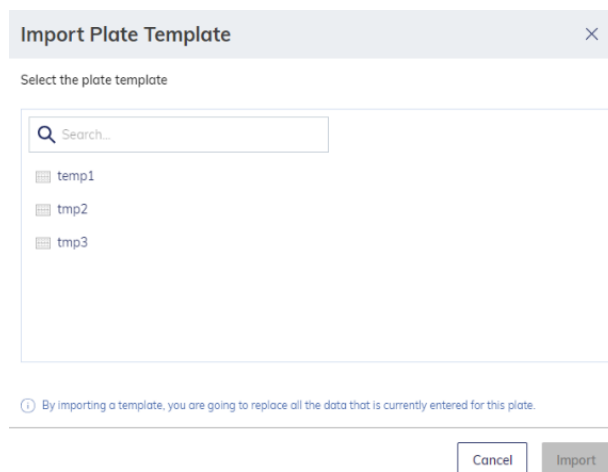 Import Plate Template
Select the plate template
Search...
temp1
tmp2
tmp3
By importing a template, you are going to replace all the data that is currently entered for this plate.
Cancel Import